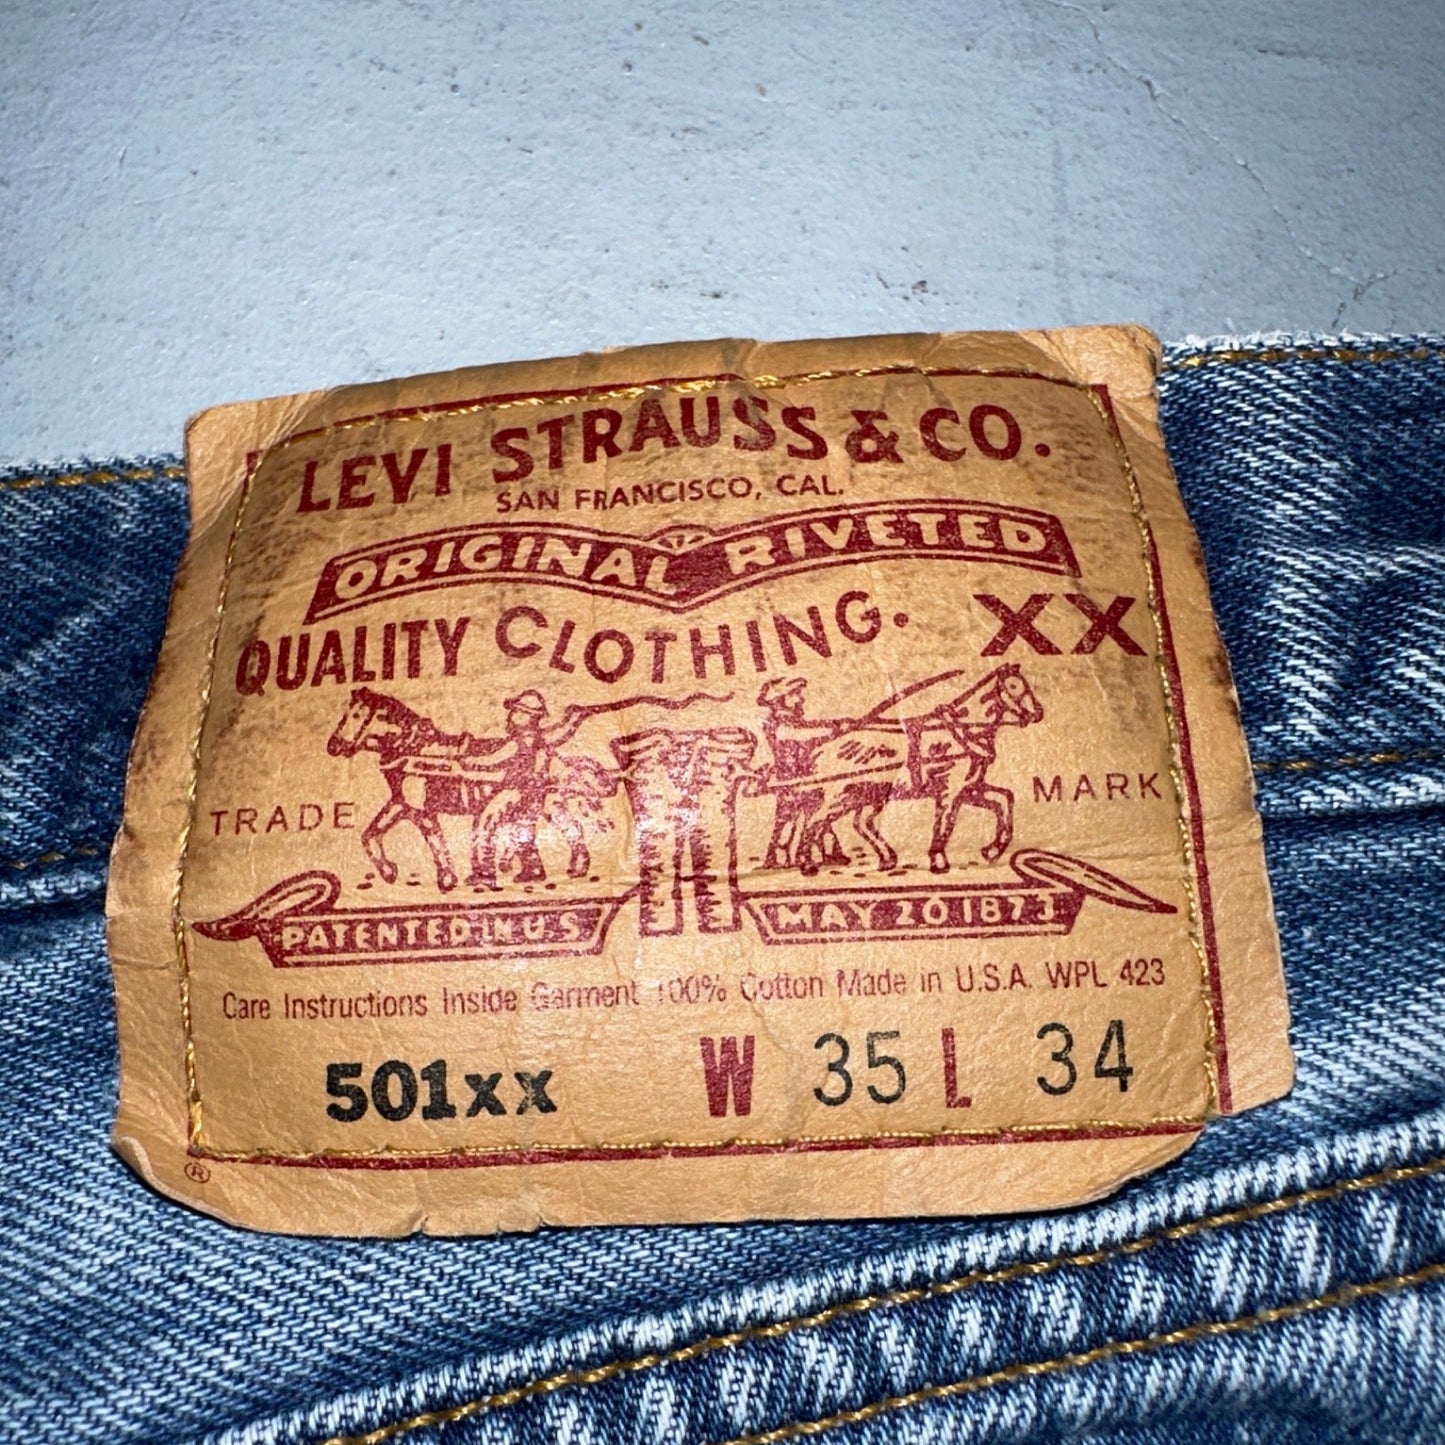 LEVI STRAUSS & CO.
SAN FRANCISCO, CAL.
ORIGINAL RIVETED
QUALITY CLOTHING. XX
TRADE MARK
PATENTED IN U.S. MAY 20 1873
Care Instructions Inside Garment 100% Cotton Made in U.S.A. WPL 423
501xx W 35 L 34
®